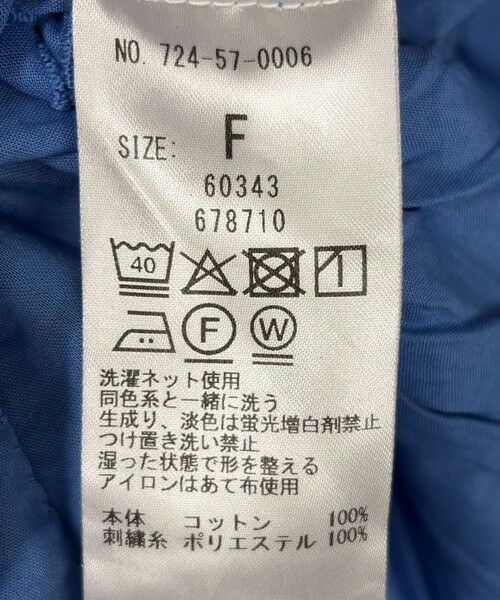 NO. 724-57-0006
SIZE: F
60343
678710
40
F W
洗濯ネット使用
同色系と一緒に洗う
生成り、淡色は蛍光増白剤禁止
つけ置き洗い禁止
湿った状態で形を整える
アイロンはあて布使用
本体 コットン 100%
刺繍糸 ポリエステル 100%